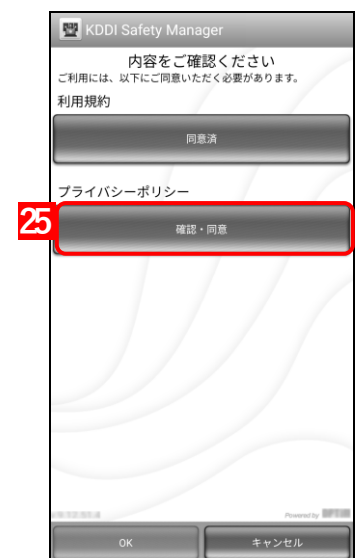 KDDI Safety Manager
内容をご確認ください
ご利用には、以下にご同意いただく必要があります。
利用規約
同意済
プライバシーポリシー
25
確認・同意
Powered by
OK
キャンセル